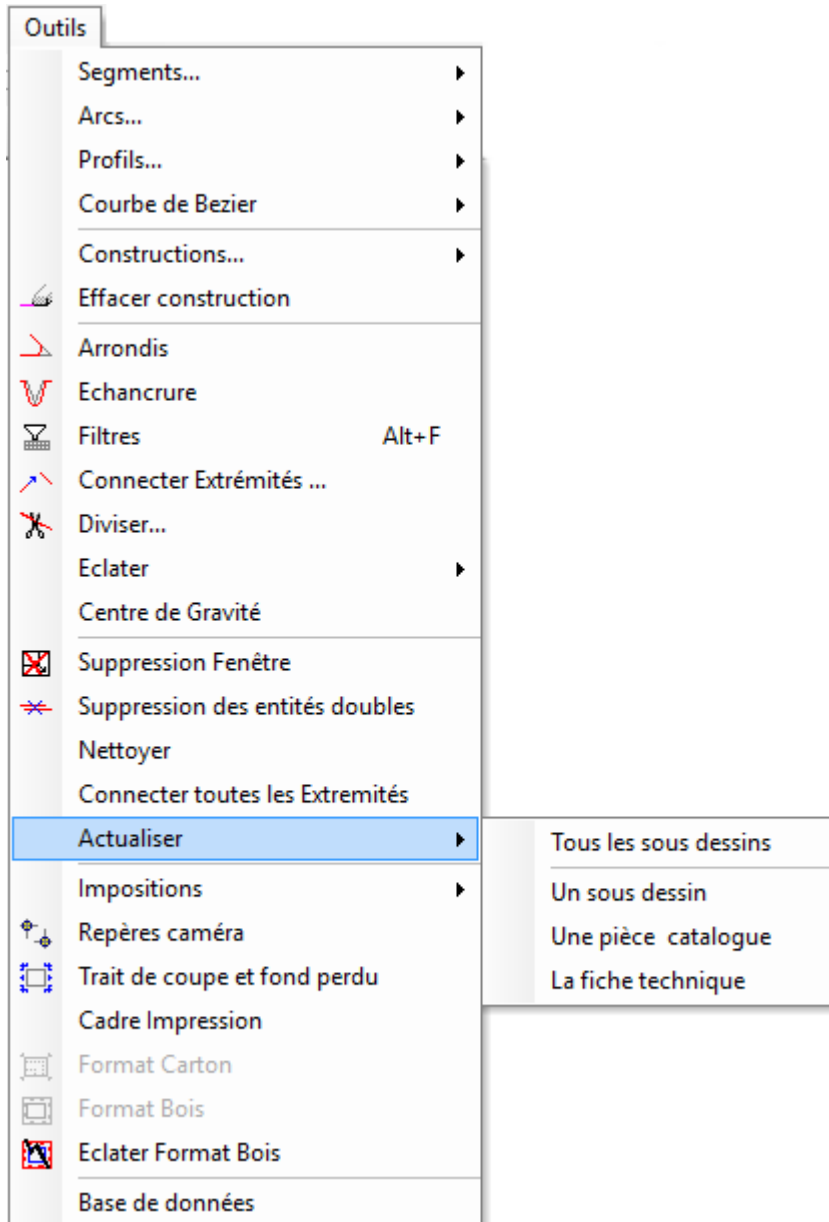 Outils
Segments...
Arcs...
Profils...
Courbe de Bezier
Constructions...
Effacer construction
Arrondis
Echancrure
Filtres Alt+F
Connecter Extrémités ...
Diviser...
Eclater
Centre de Gravité
Suppression Fenêtre
Suppression des entités doubles
Nettoyer
Connecter toutes les Extremités
Actualiser
Tous les sous dessins
Un sous dessin
Une pièce  catalogue
La fiche technique
Impositions
Repères caméra
Trait de coupe et fond perdu
Cadre Impression
Format Carton
Format Bois
Eclater Format Bois
Base de données